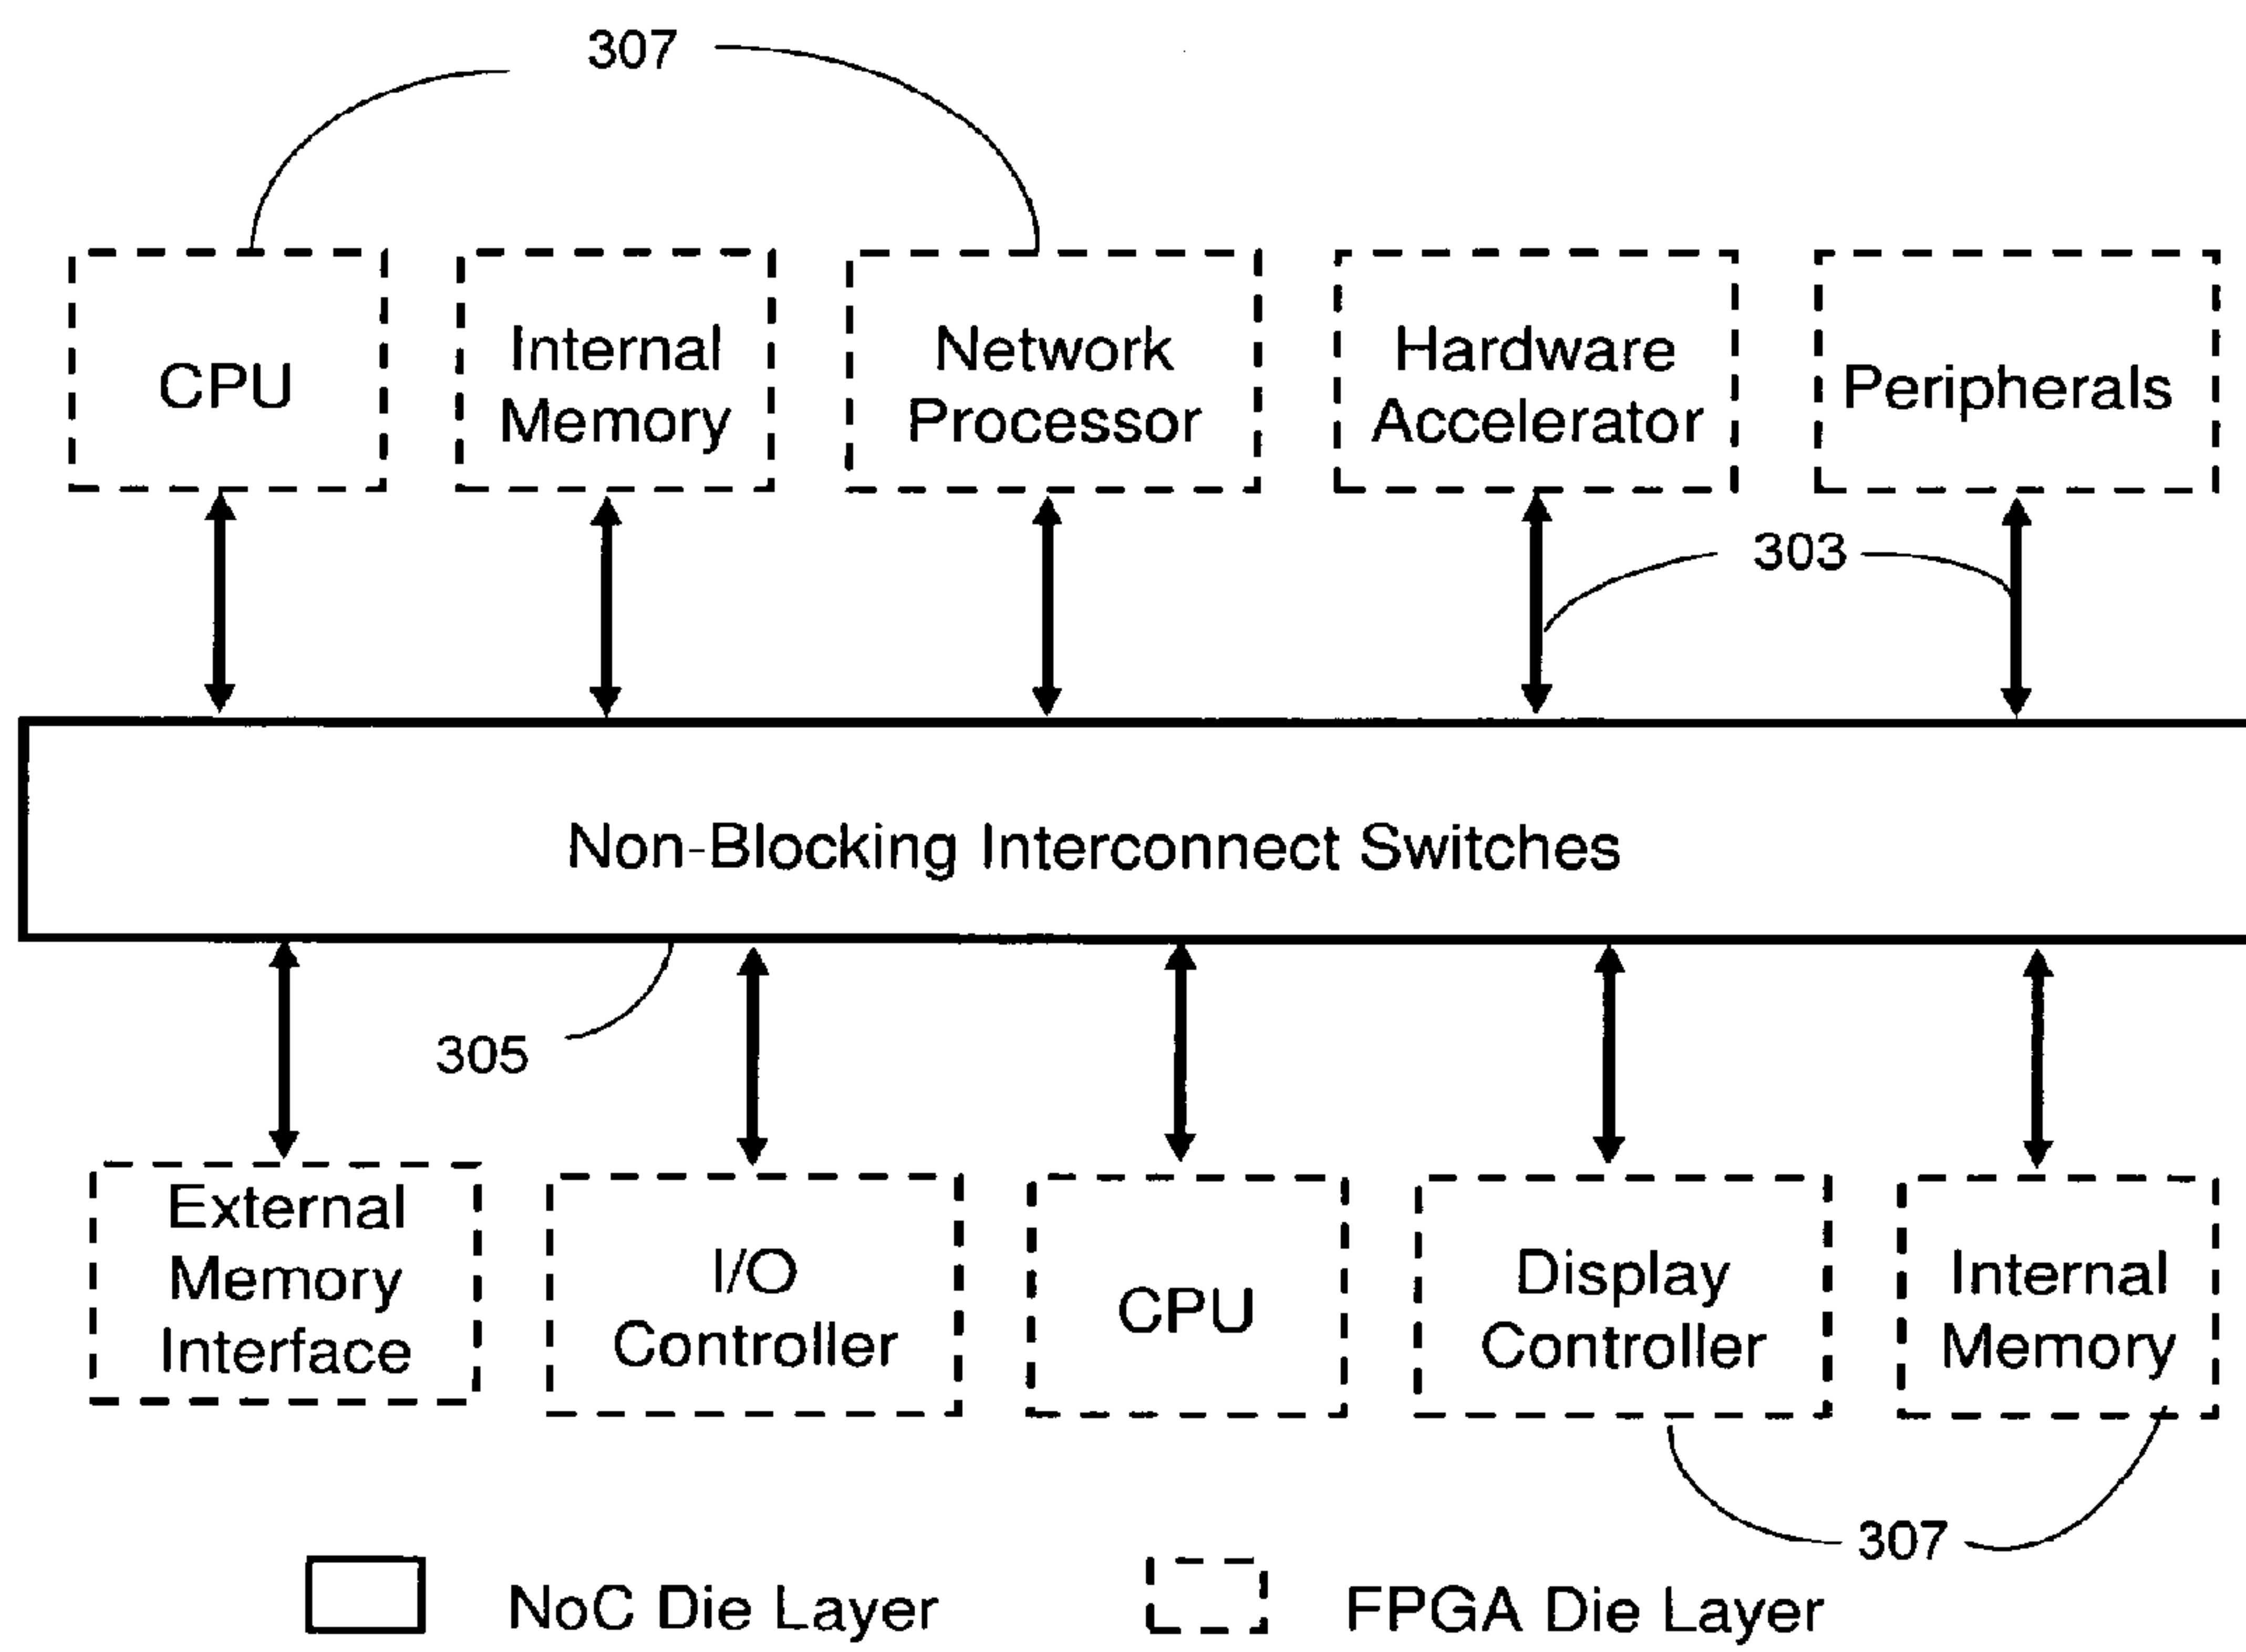 307
CPU
Internal
Memory
Network
Processor
Hardware
Accelerator
Peripherals
303
Non-Blocking Interconnect Switches
305
External
Memory
Interface
I/O
Controller
CPU
Display
Controller
Internal
Memory
307
NoC Die Layer
FPGA Die Layer